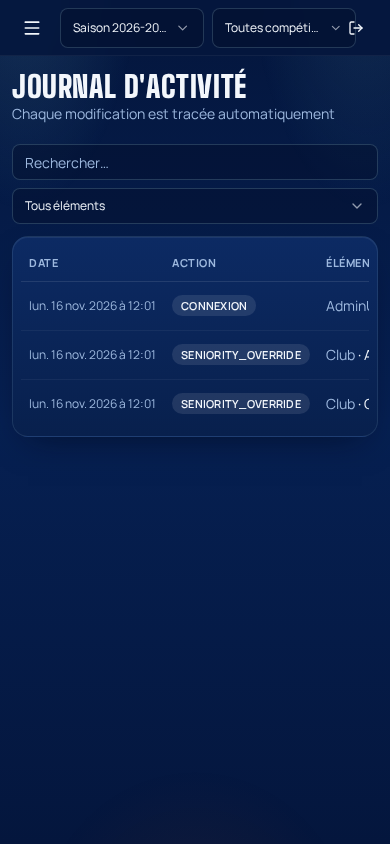 Saison 2026-20… Toutes compéti…
JOURNAL D'ACTIVITÉ
Chaque modification est tracée automatiquement
Rechercher…
Tous éléments
DATE ACTION ÉLÉMEN
lun. 16 nov. 2026 à 12:01 CONNEXION Admin
lun. 16 nov. 2026 à 12:01 SENIORITY_OVERRIDE Club · A
lun. 16 nov. 2026 à 12:01 SENIORITY_OVERRIDE Club ·